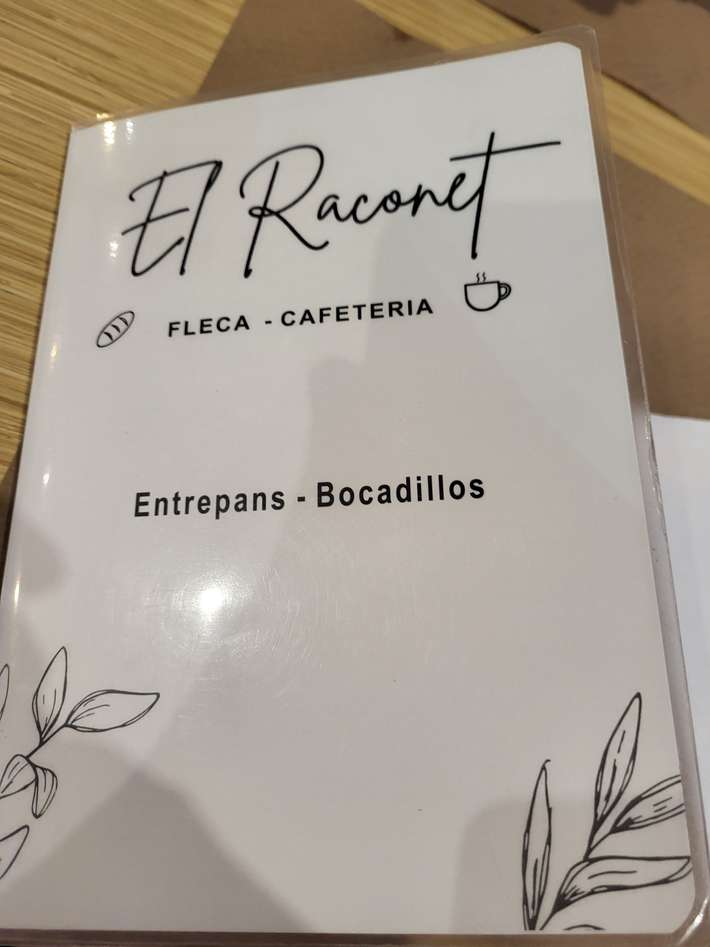 El Raconet
FLECA - CAFETERIA
Entrepans - Bocadillos